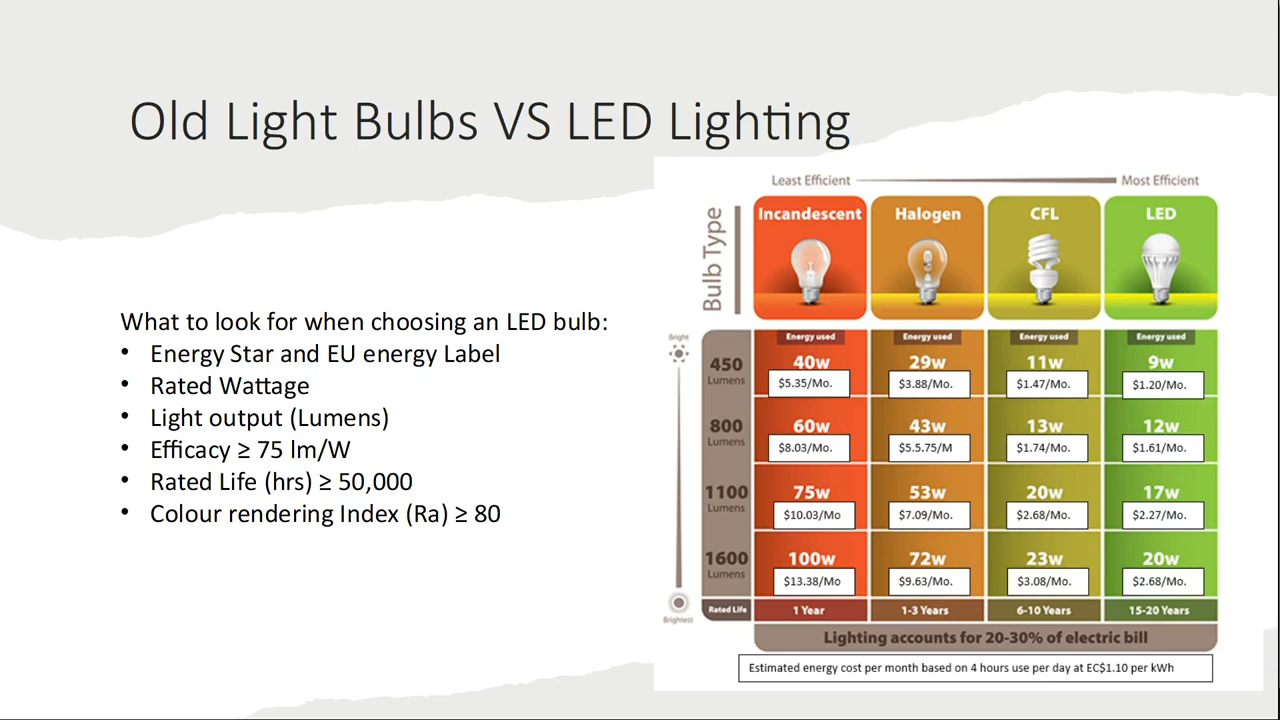 Old Light Bulbs VS LED Lighting
What to look for when choosing an LED bulb:
• Energy Star and EU energy Label
• Rated Wattage
• Light output (Lumens)
• Efficacy ≥ 75 lm/W
• Rated Life (hrs) ≥ 50,000
• Colour rendering Index (Ra) ≥ 80
Least Efficient Most Efficient
Bulb Type
Incandescent Halogen CFL LED
Bright
Energy used Energy used Energy used Energy used
450 Lumens 40w 29w 11w 9w
$5.35/Mo. $3.88/Mo. $1.47/Mo. $1.20/Mo.
800 Lumens 60w 43w 13w 12w
$8.03/Mo. $5.5.75/M $1.74/Mo. $1.61/Mo.
1100 Lumens 75w 53w 20w 17w
$10.03/Mo $7.09/Mo. $2.68/Mo. $2.27/Mo.
1600 Lumens 100w 72w 23w 20w
$13.38/Mo $9.63/Mo. $3.08/Mo. $2.68/Mo.
Brightest
Rated Life 1 Year 1-3 Years 6-10 Years 15-20 Years
Lighting accounts for 20-30% of electric bill
Estimated energy cost per month based on 4 hours use per day at EC$1.10 per kWh